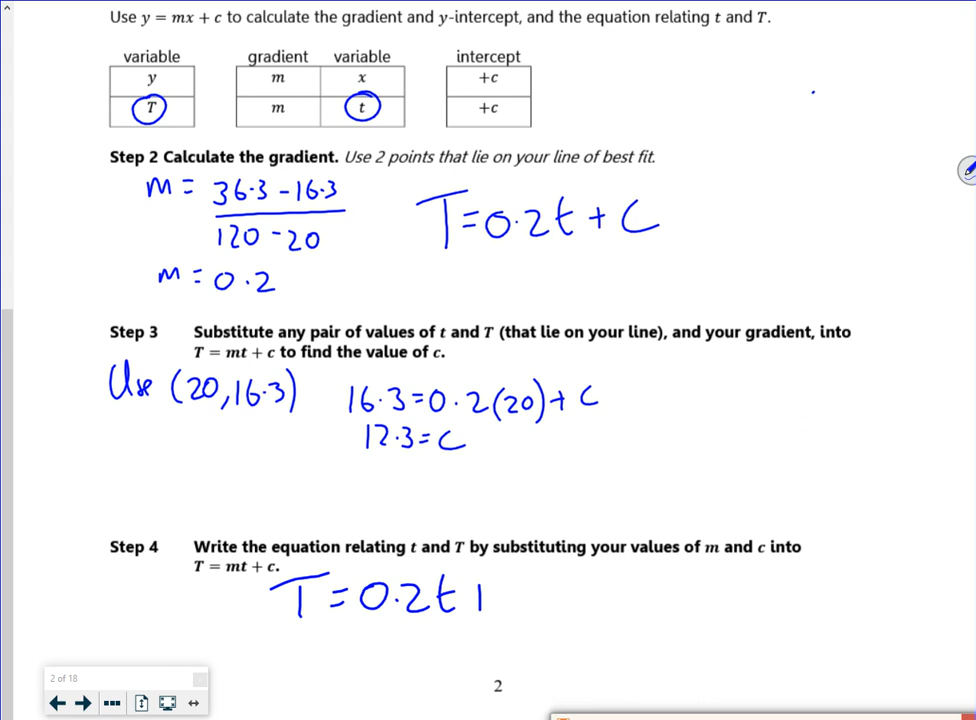 Use y = mx + c to calculate the gradient and y-intercept, and the equation relating t and T.
variable gradient variable intercept
y m x +c
T m t +c
Step 2 Calculate the gradient. Use 2 points that lie on your line of best fit.
m = 36·3 - 16·3
120 - 20
T = 0·2t + C
m = 0·2
Step 3 Substitute any pair of values of t and T (that lie on your line), and your gradient, into
T = mt + c to find the value of c.
Use (20, 16·3) 16·3 = 0·2(20) + C
12·3 = C
Step 4 Write the equation relating t and T by substituting your values of m and c into
T = mt + c.
T = 0·2t
2 of 18
2